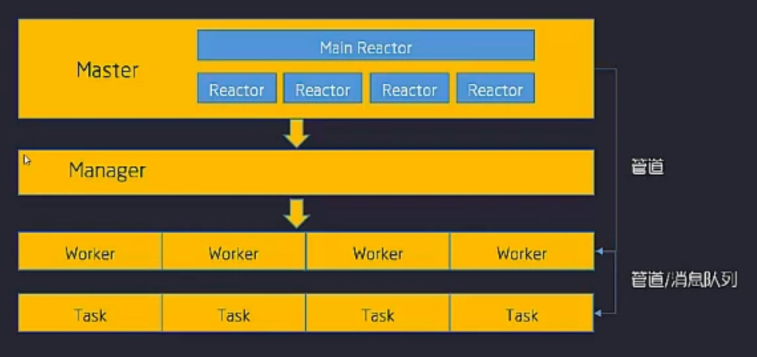 Main Reactor
Master
Reactor Reactor Reactor Reactor
Manager
管道
Worker Worker Worker Worker
管道/消息队列
Task Task Task Task